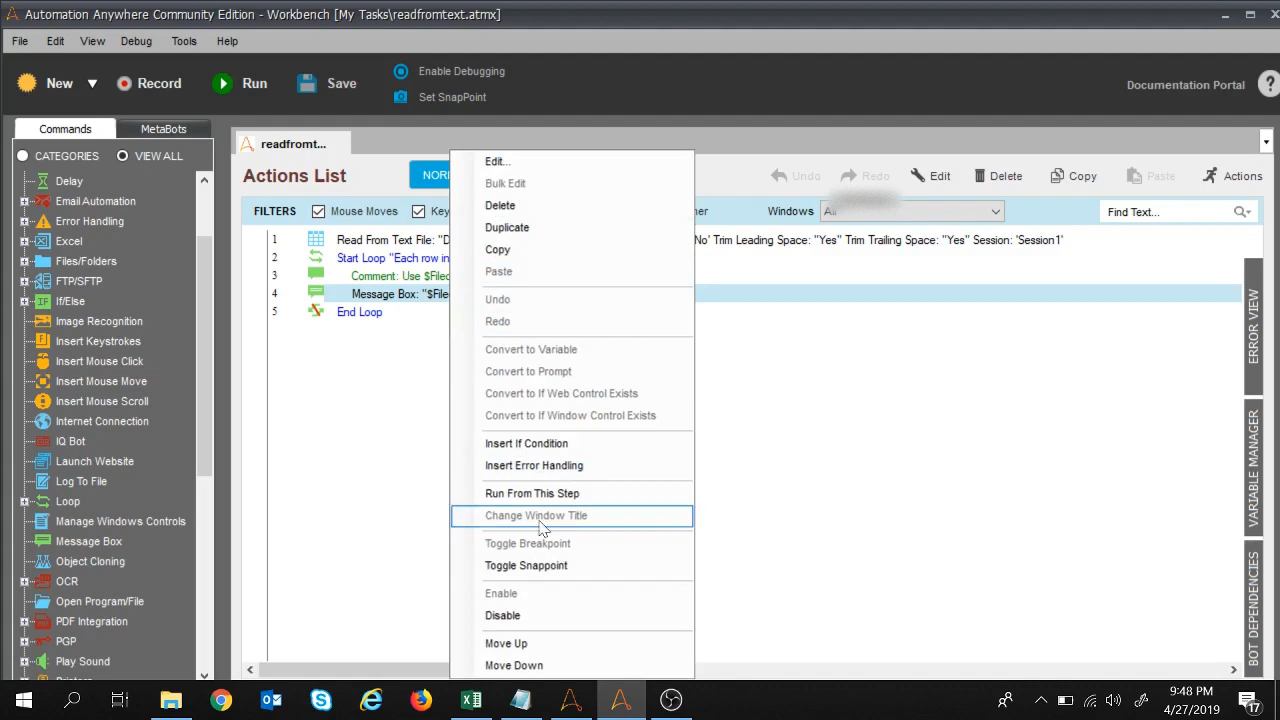 Automation Anywhere Community Edition - Workbench [My Tasks\readfromtext.atmx]
File Edit View Debug Tools Help
New Record Run Save
Enable Debugging
Set SnapPoint
Documentation Portal ?
Commands MetaBots
CATEGORIES VIEW ALL
Delay
Email Automation
Error Handling
Excel
Files/Folders
FTP/SFTP
If/Else
Image Recognition
Insert Keystrokes
Insert Mouse Click
Insert Mouse Move
Insert Mouse Scroll
Internet Connection
IQ Bot
Launch Website
Log To File
Loop
Manage Windows Controls
Message Box
Object Cloning
OCR
Open Program/File
PDF Integration
PGP
Play Sound
readfromt...
Actions List
Undo Redo Edit Delete Copy Paste Actions
FILTERS Mouse Moves Windows Find Text...
1 Read From Text File: No' Trim Leading Space: "Yes" Trim Trailing Space: "Yes" Session: 'Session1'
2 Start Loop "Each row in
3 Comment: Use
4 Message Box:
5 End Loop
Edit...
Bulk Edit
Delete
Duplicate
Copy
Paste
Undo
Redo
Convert to Variable
Convert to Prompt
Convert to If Web Control Exists
Convert to If Window Control Exists
Insert If Condition
Insert Error Handling
Run From This Step
Change Window Title
Toggle Breakpoint
Toggle Snappoint
Enable
Disable
Move Up
Move Down
ERROR VIEW
VARIABLE MANAGER
BOT DEPENDENCIES
9:48 PM
4/27/2019
17